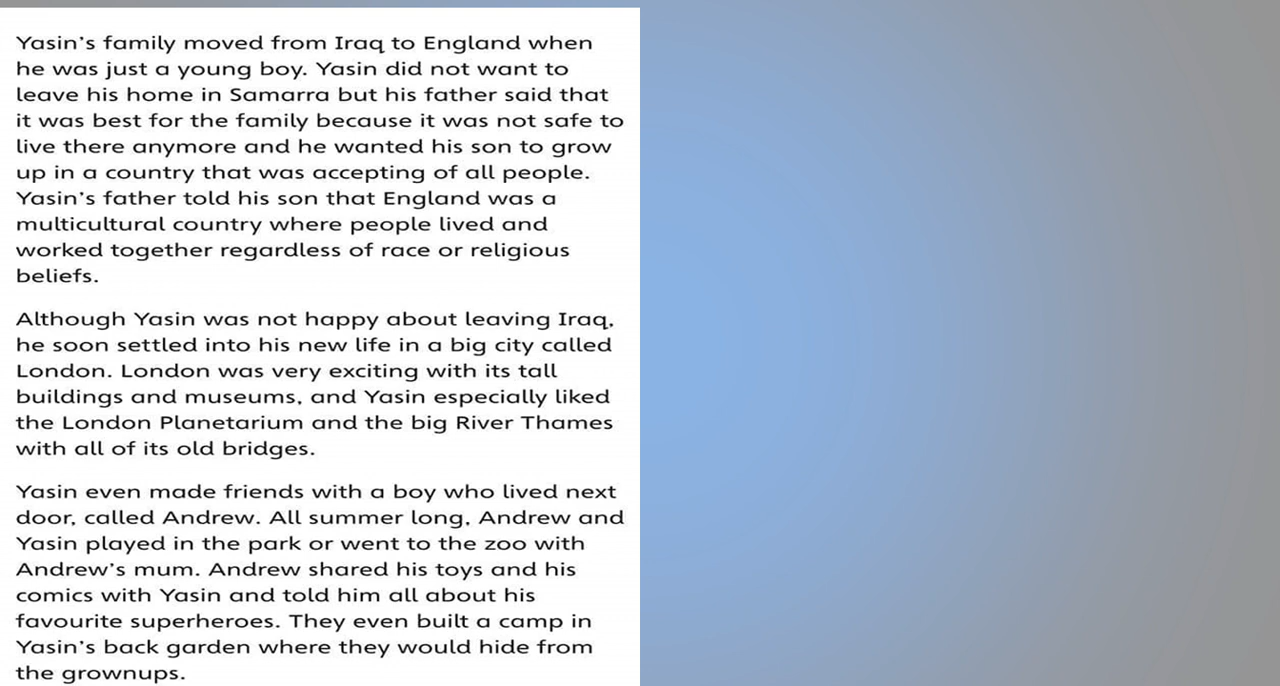 Yasin's family moved from Iraq to England when
he was just a young boy. Yasin did not want to
leave his home in Samarra but his father said that
it was best for the family because it was not safe to
live there anymore and he wanted his son to grow
up in a country that was accepting of all people.
Yasin's father told his son that England was a
multicultural country where people lived and
worked together regardless of race or religious
beliefs.
Although Yasin was not happy about leaving Iraq,
he soon settled into his new life in a big city called
London. London was very exciting with its tall
buildings and museums, and Yasin especially liked
the London Planetarium and the big River Thames
with all of its old bridges.
Yasin even made friends with a boy who lived next
door, called Andrew. All summer long, Andrew and
Yasin played in the park or went to the zoo with
Andrew's mum. Andrew shared his toys and his
comics with Yasin and told him all about his
favourite superheroes. They even built a camp in
Yasin's back garden where they would hide from
the grownups.